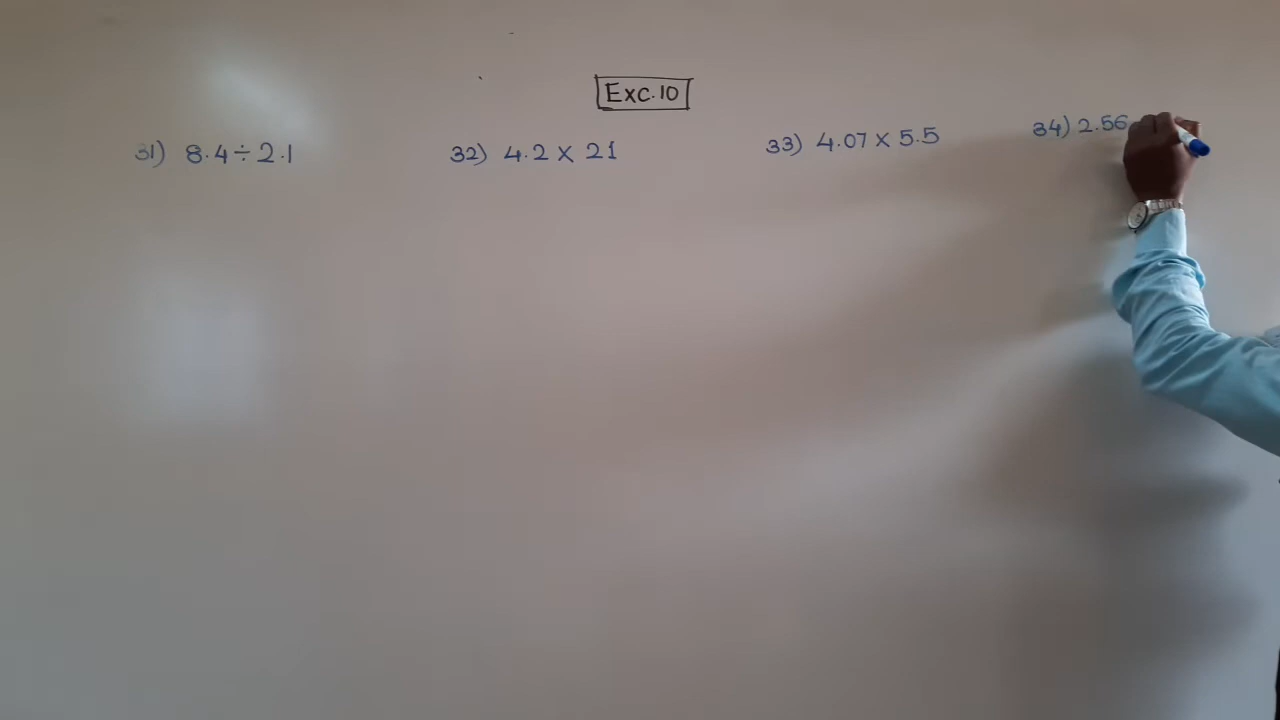 Exc.10
31) 8.4 ÷ 2.1
32) 4.2 x 21
33) 4.07 x 5.5
34) 2.56